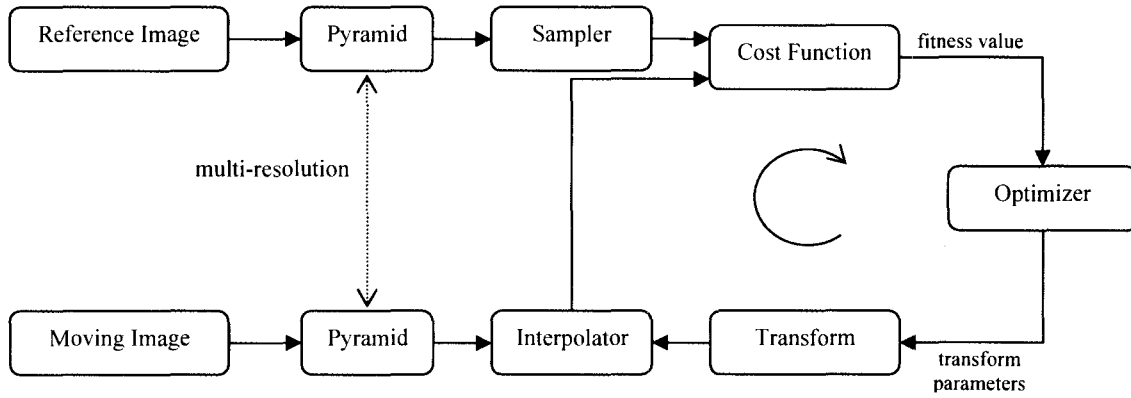 Reference Image
Pyramid
Sampler
Cost Function
fitness value
multi-resolution
Optimizer
Moving Image
Pyramid
Interpolator
Transform
transform
parameters